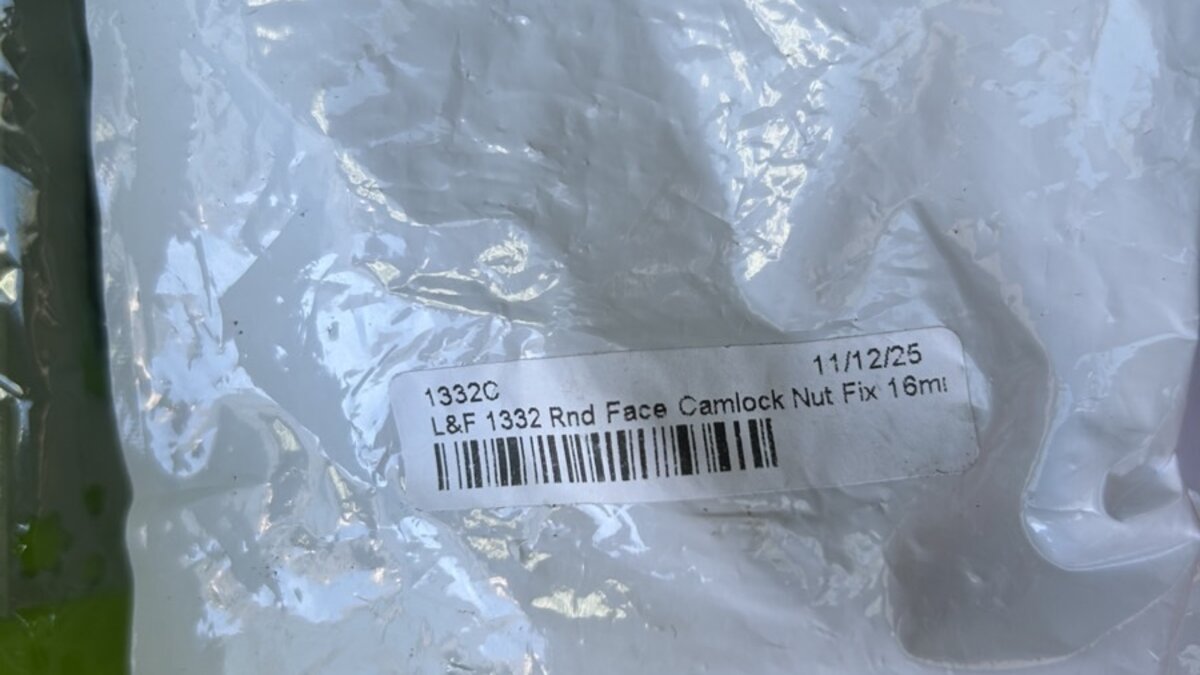 1332C 11/12/25
L&F 1332 Rnd Face Camlock Nut Fix 16m